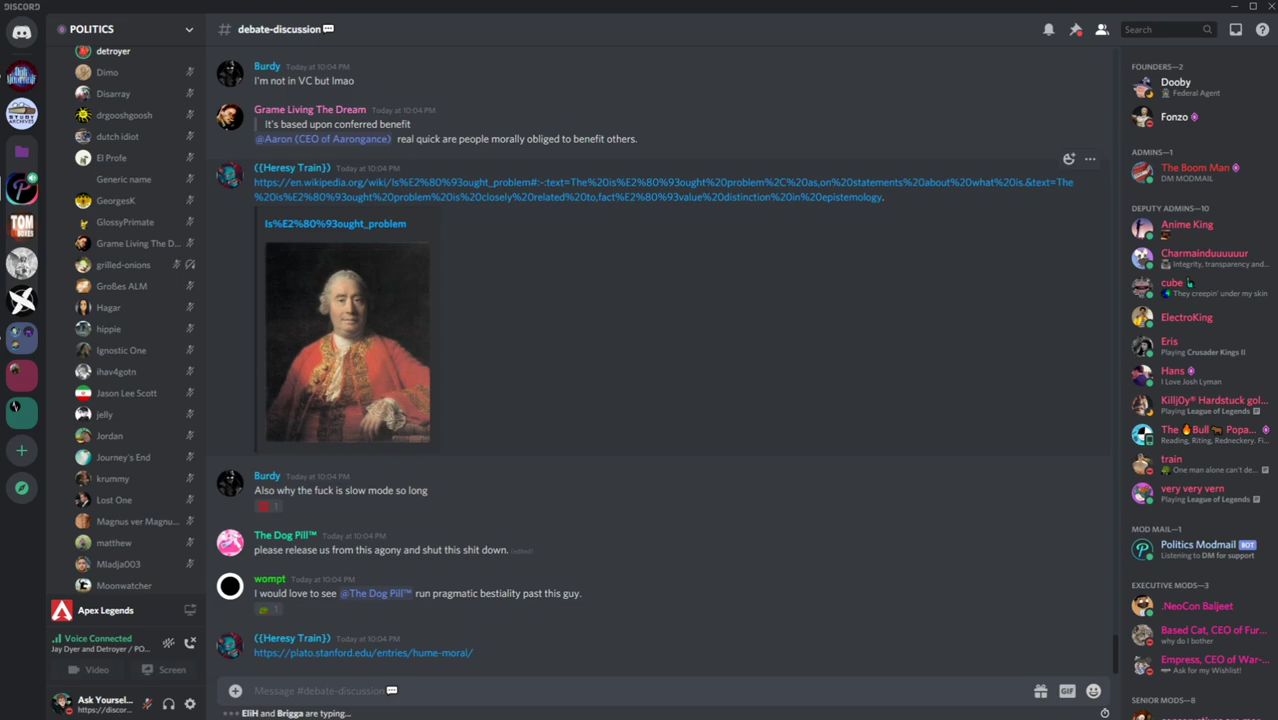 DISCORD
POLITICS
detroyer
Dimo
Disarray
drgooshgoosh
dutch idiot
El Profe
Generic name
GeorgesK
GlossyPrimate
Grame Living The D...
grilled-onions
Großes ALM
Hagar
hippie
Ignostic One
ihav4gotn
Jason Lee Scott
jelly
Jordan
Journey's End
krummy
Lost One
Magnus ver Magnu...
matthew
Mladja003
Moonwatcher
Apex Legends
Voice Connected
Jay Dyer and Detroyer / PO...
Video
Screen
Ask Yoursel...
https://discor...
# debate-discussion
Search
Burdy Today at 10:04 PM
I'm not in VC but lmao
Grame Living The Dream Today at 10:04 PM
It's based upon conferred benefit
@Aaron (CEO of Aarongance) real quick are people morally obliged to benefit others.
((Heresy Train)) Today at 10:04 PM
https://en.wikipedia.org/wiki/Is%E2%80%93ought_problem#:~:text=The%20is%E2%80%93ought%20problem%2C%20as,on%20statements%20about%20what%20is.&text=The
%20is%E2%80%93ought%20problem%20is%20closely%20related%20to,fact%E2%80%93value%20distinction%20in%20epistemology.
Is%E2%80%93ought_problem
Burdy Today at 10:04 PM
Also why the fuck is slow mode so long
1
The Dog Pill™ Today at 10:04 PM
please release us from this agony and shut this shit down. (edited)
wompt Today at 10:04 PM
I would love to see @The Dog Pill™ run pragmatic bestiality past this guy.
1
((Heresy Train)) Today at 10:04 PM
https://plato.stanford.edu/entries/hume-moral/
Message #debate-discussion
GIF
EliH and Brigga are typing...
FOUNDERS—2
Dooby
Federal Agent
Fonzo
ADMINS—1
The Boom Man
DM MODMAIL
DEPUTY ADMINS—10
Anime King
Charmainduuuuuur
Integrity, transparency and...
cube
They creepin' under my skin
ElectroKing
Eris
Playing Crusader Kings II
Hans
I Love Josh Lyman
Killj0y® Hardstuck gol...
Playing League of Legends
The Bull Popa...
Reading, Riting, Redneckery. Fi...
train
One man alone can't de...
very very vern
Playing League of Legends
MOD MAIL—1
Politics Modmail BOT
Listening to DM for support
EXECUTIVE MODS—3
.NeoCon Baljeet
Based Cat, CEO of Fur...
why do I bother
Empress, CEO of War-...
Ask for my Wishlist!
SENIOR MODS—8